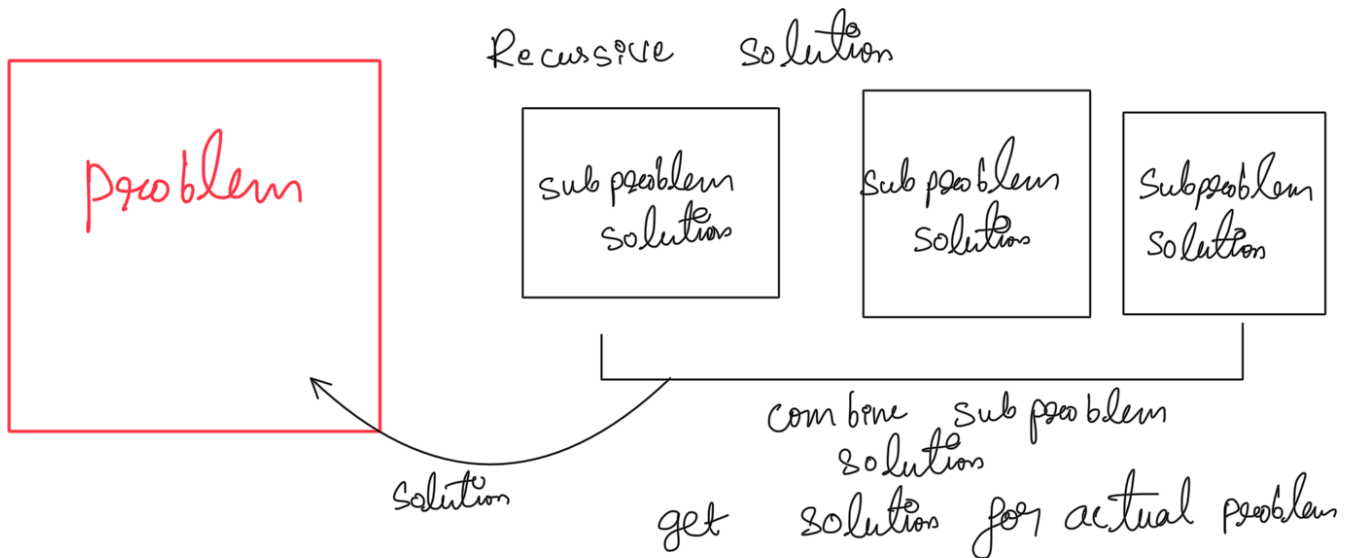 Recursive solution
problem
sub problem
solution
sub problem
solution
Subproblem
solution
combine sub problem
solution
solution
get solution for actual problem